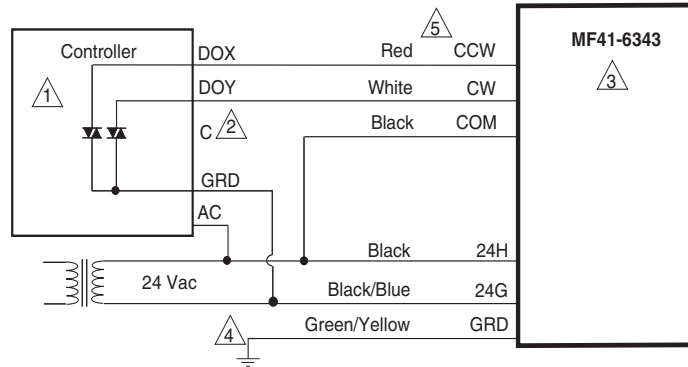 Controller
DOX
Red
5
CCW
MF41-6343
1
DOY
White
CW
3
C
2
Black
COM
GRD
AC
Black
24H
24 Vac
Black/Blue
24G
4
Green/Yellow
GRD